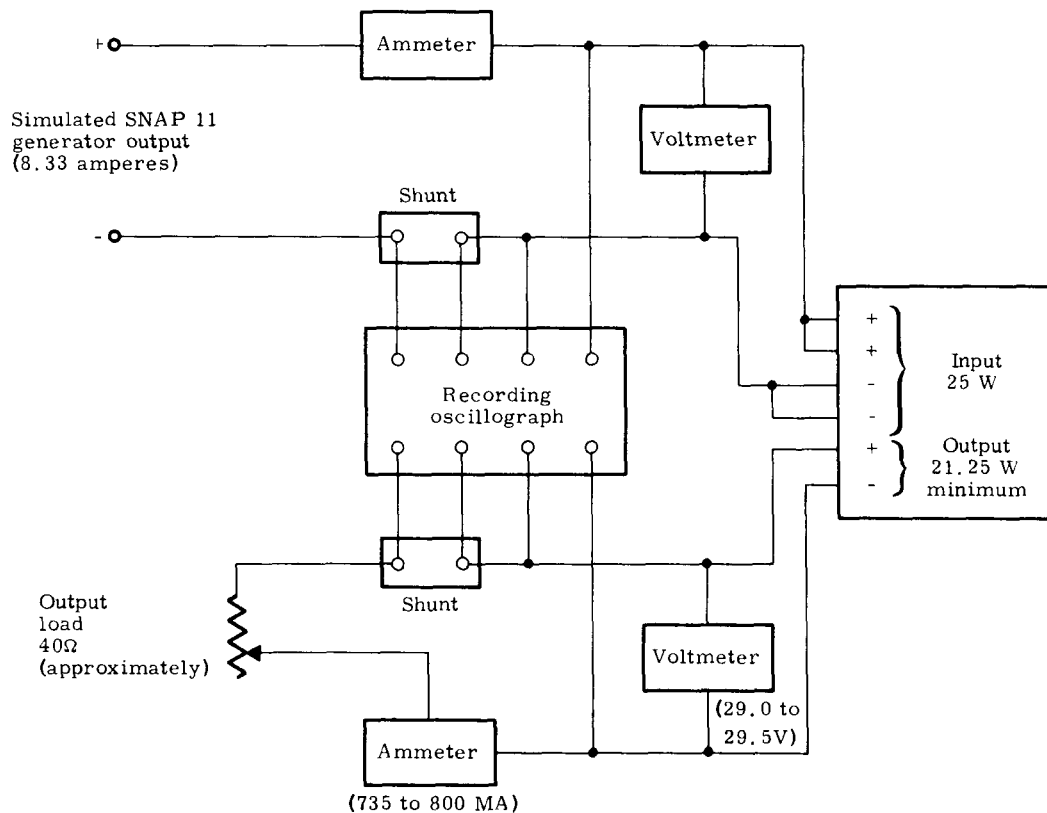 +
Ammeter
Simulated SNAP 11
generator output
(8.33 amperes)
Voltmeter
Shunt
-
+
+
-
-
Input
25 W
Recording
oscillograph
+
-
Output
21.25 W
minimum
Shunt
Output
load
40Ω
(approximately)
Voltmeter
(29.0 to
29.5V)
Ammeter
(735 to 800 MA)